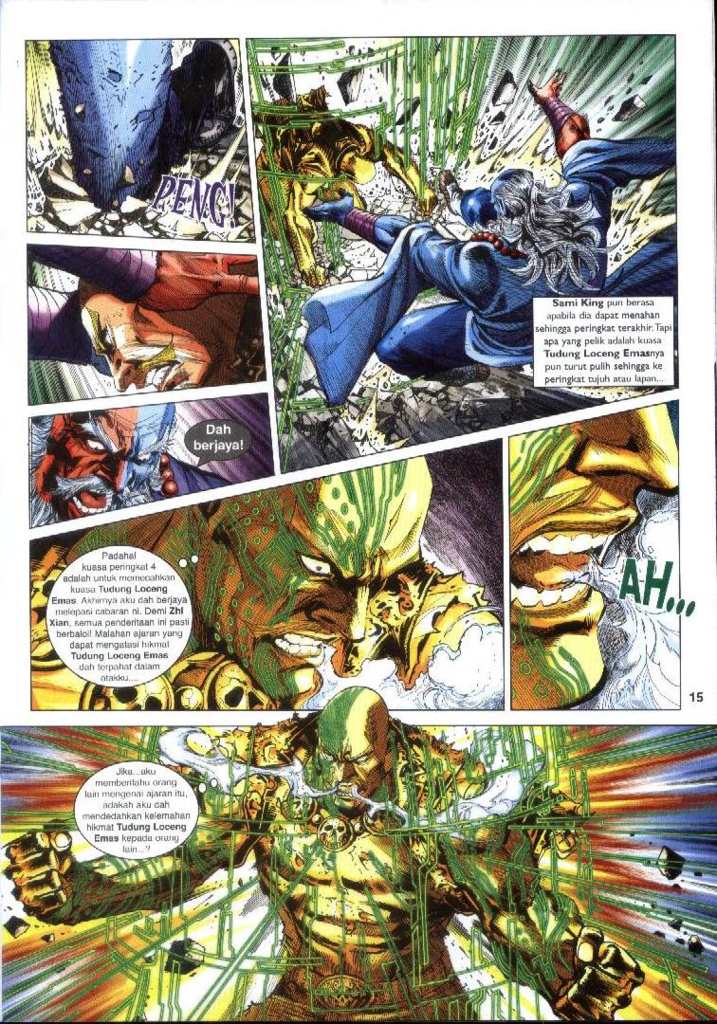 PENG!
Sami King pun berasa
apabila dia dapat menahan
sehingga peringkat terakhir. Tapi
apa yang pelik adalah kuasa
Tudung Loceng Emasnya
pun turut pulih sehingga ke
peringkat tujuh atau lapan...
Dah
berjaya!
Padahal
kuasa peringkat 4
adalah untuk memecahkan
kuasa Tudung Loceng
Emas. Akhirnya aku dah berjaya
melepasi cabaran ni. Demi Zhi
Xian, semua penderitaan ini pasti
berbaloi! Malahan ajaran yang
dapat mengatasi hikmat
Tudung Loceng Emas
dah terpahat dalam
otakku....
AH...
15
Jika...aku
memberitahu orang
lain mengenai ajaran itu,
adakah aku dah
mendedahkan kelemahan
hikmat Tudung Loceng
Emas kepada orang
lain...?